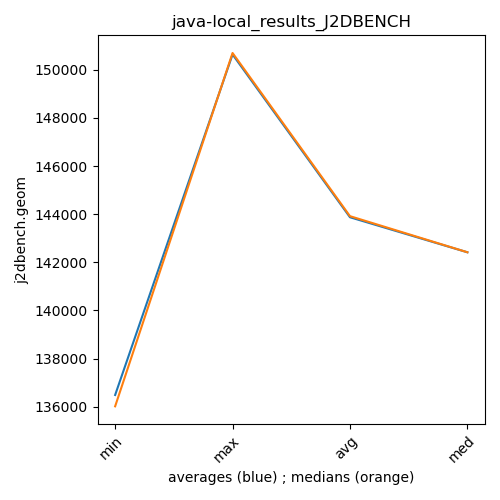 java-local_results_J2DBENCH
j2dbench.geom
150000
148000
146000
144000
142000
140000
138000
136000
min
max
avg
med
averages (blue) ; medians (orange)